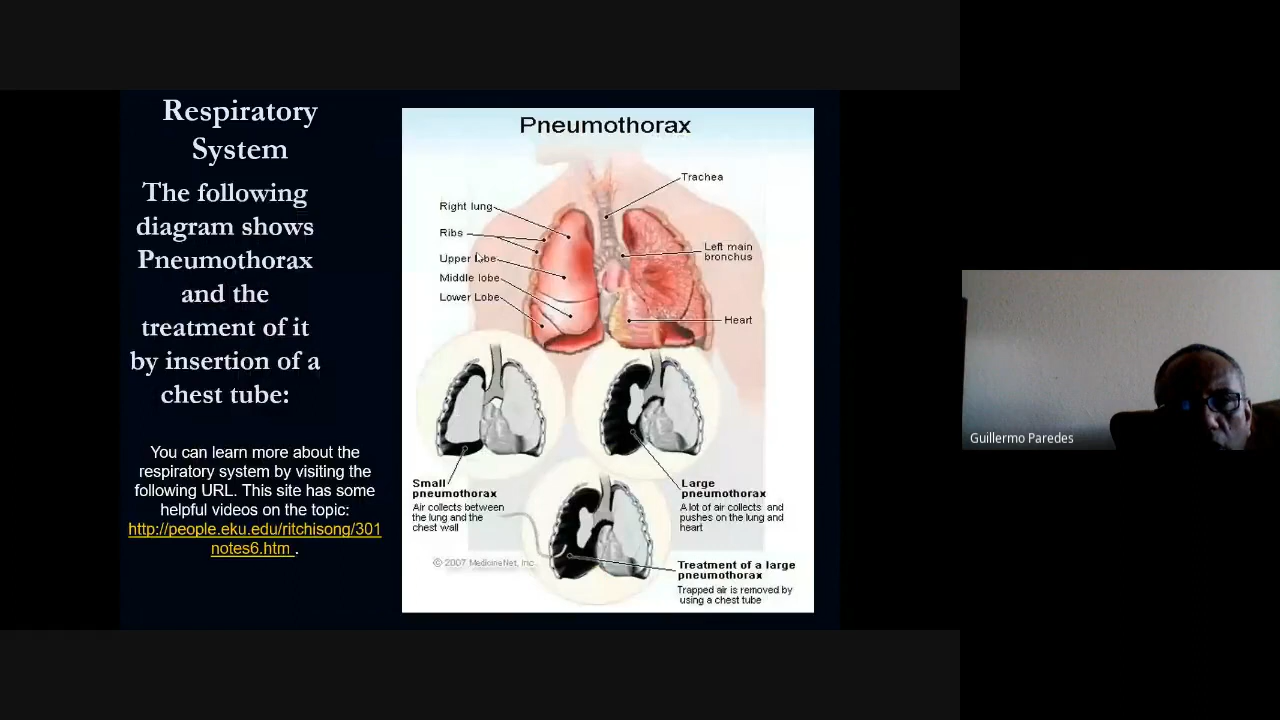 Respiratory
System
The following
diagram shows
Pneumothorax
and the
treatment of it
by insertion of a
chest tube:
You can learn more about the
respiratory system by visiting the
following URL. This site has some
helpful videos on the topic:
http://people.eku.edu/ritchisong/301
notes6.htm .
Pneumothorax
Trachea
Right lung
Ribs
Upper lobe
Middle lobe
Lower Lobe
Left main
bronchus
Heart
Small
pneumothorax
Air collects between
the lung and the
chest wall
Large
pneumothorax
A lot of air collects and
pushes on the lung and
heart
© 2007 MedicineNet, Inc.
Treatment of a large
pneumothorax
Trapped air is removed by
using a chest tube
Guillermo Paredes